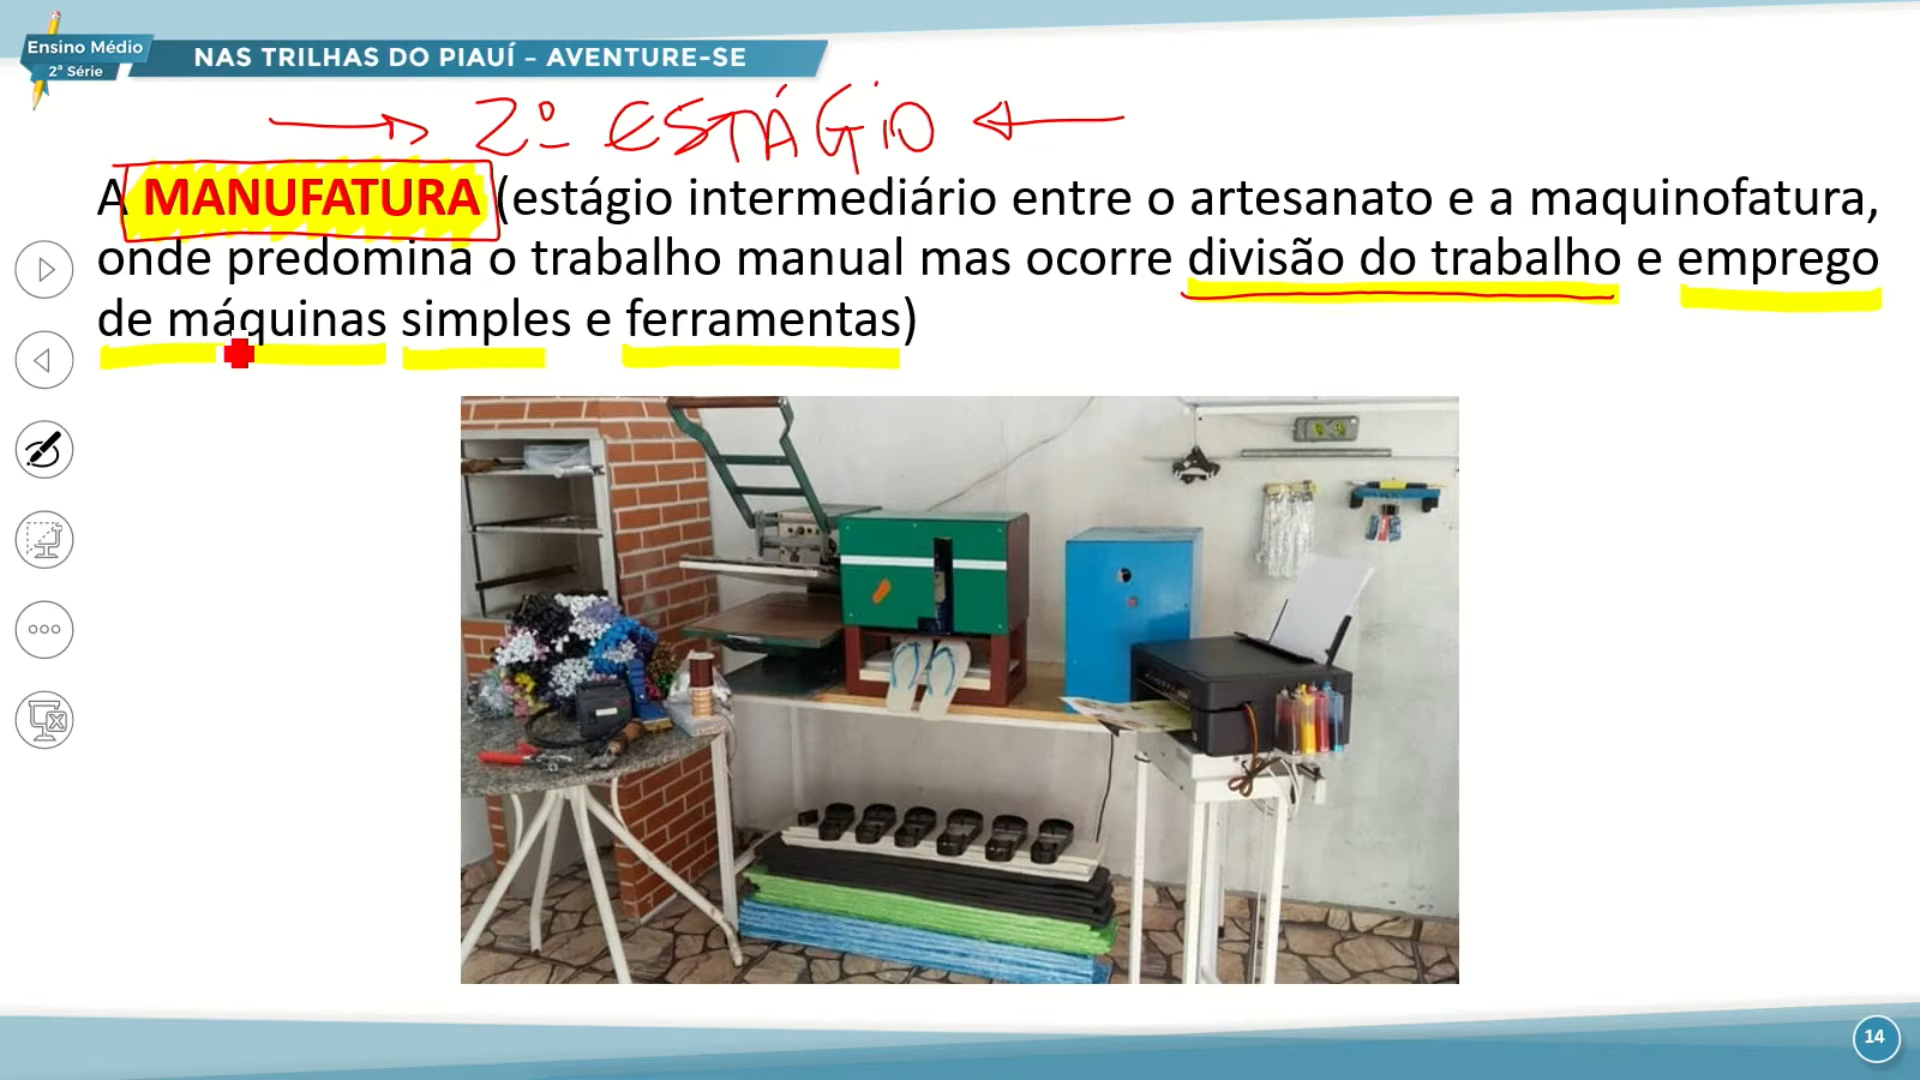 Ensino Médio
2ª Série
NAS TRILHAS DO PIAUÍ – AVENTURE-SE
2º ESTÁGIO
A MANUFATURA (estágio intermediário entre o artesanato e a maquinofatura,
onde predomina o trabalho manual mas ocorre divisão do trabalho e emprego
de máquinas simples e ferramentas)
14